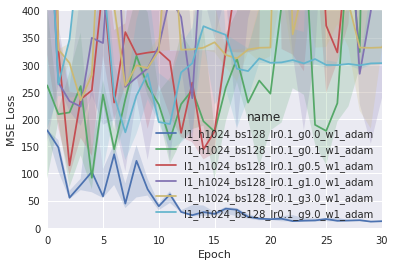 400
350
300
250
200
150
100
50
0
MSE Loss
name
l1_h1024_bs128_lr0.1_g0.0_w1_adam
l1_h1024_bs128_lr0.1_g0.1_w1_adam
l1_h1024_bs128_lr0.1_g0.5_w1_adam
l1_h1024_bs128_lr0.1_g1.0_w1_adam
l1_h1024_bs128_lr0.1_g3.0_w1_adam
l1_h1024_bs128_lr0.1_g9.0_w1_adam
0 5 10 15 20 25 30
Epoch